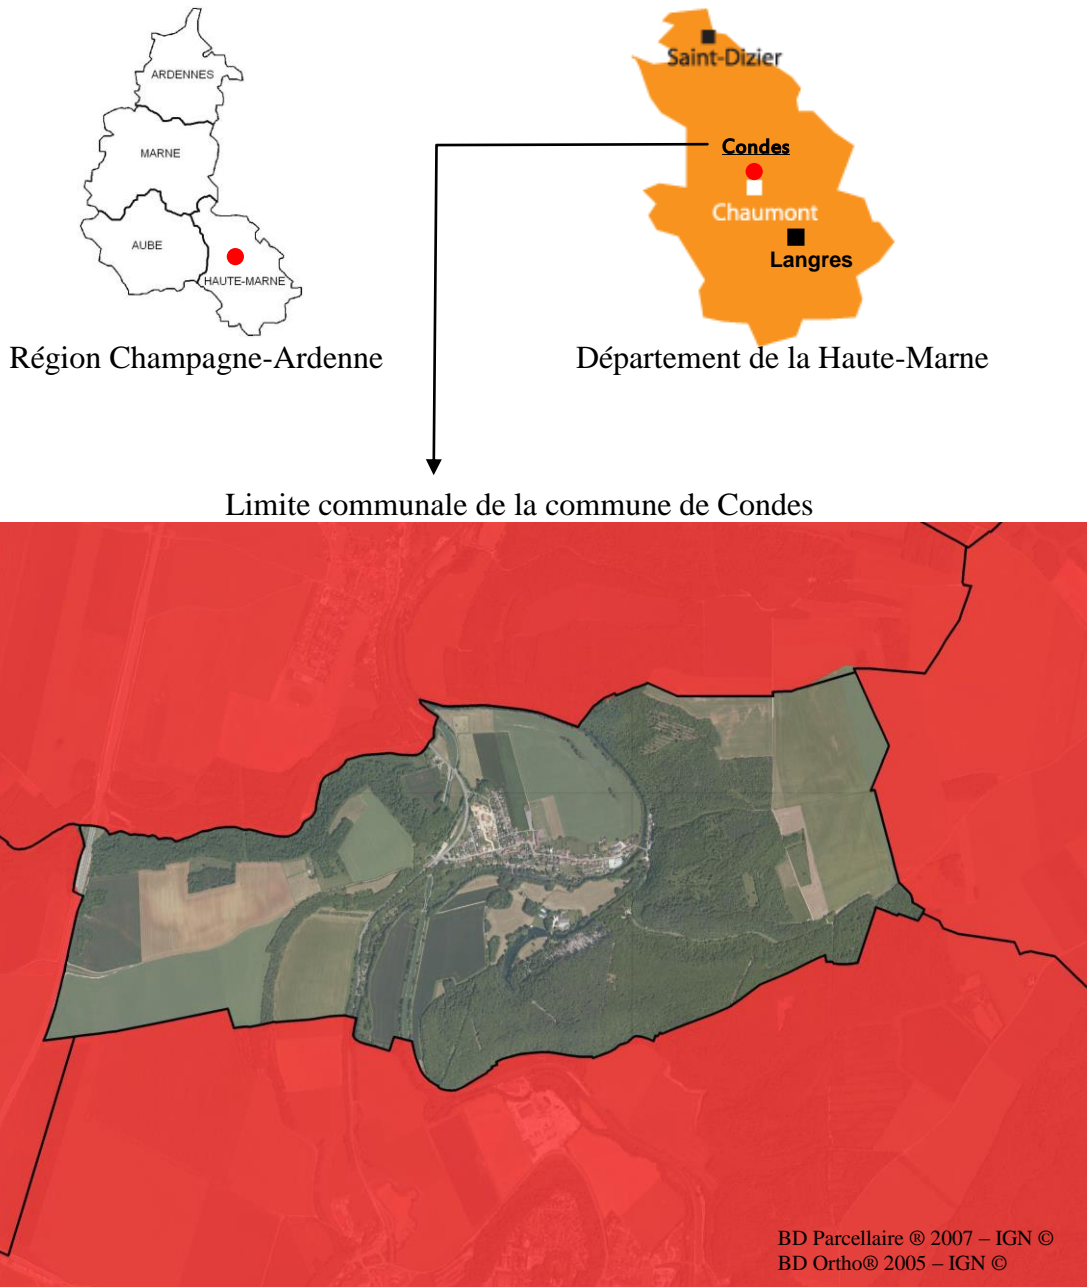 ARDENNES
MARNE
AUBE
HAUTE-MARNE
Région Champagne-Ardenne
Saint-Dizier
Condes
Chaumont
Langres
Département de la Haute-Marne
Limite communale de la commune de Condes
BD Parcellaire ® 2007 – IGN ©
BD Ortho® 2005 – IGN ©